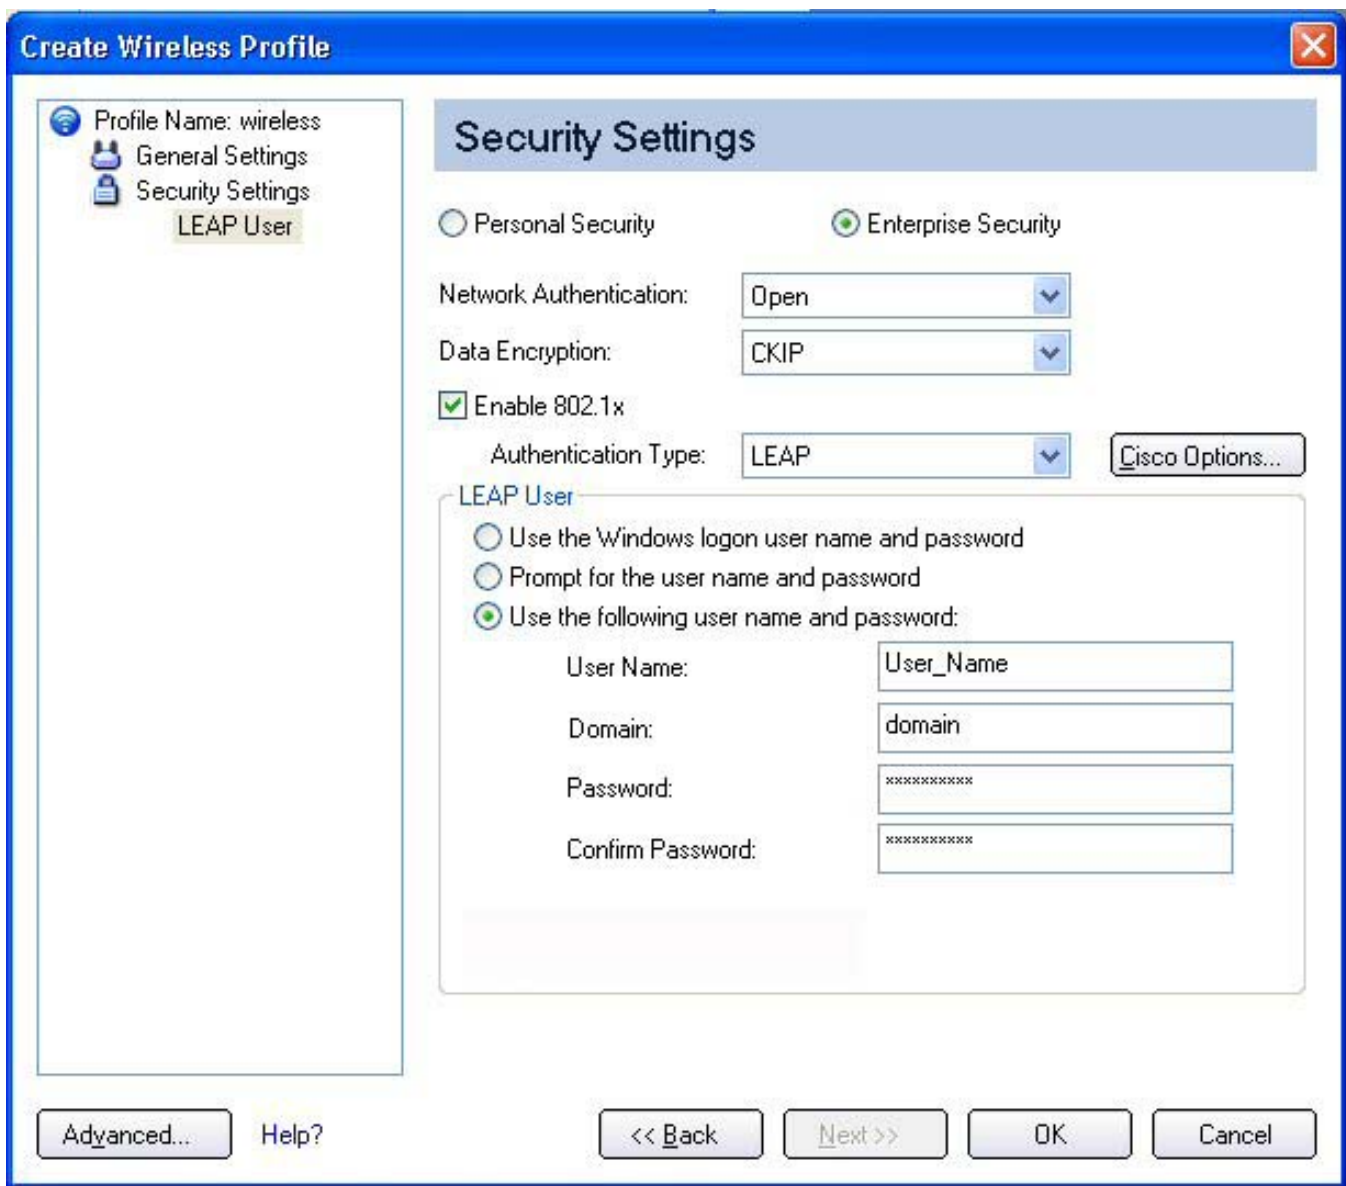 Create Wireless Profile
Profile Name: wireless
General Settings
Security Settings
LEAP User
Security Settings
Personal Security
Enterprise Security
Network Authentication:
Open
Data Encryption:
CKIP
Enable 802.1x
Authentication Type:
LEAP
Cisco Options...
LEAP User
Use the Windows logon user name and password
Prompt for the user name and password
Use the following user name and password:
User Name:
User_Name
Domain:
domain
Password:
**********
Confirm Password:
**********
Advanced...
Help?
<< Back
Next >>
OK
Cancel